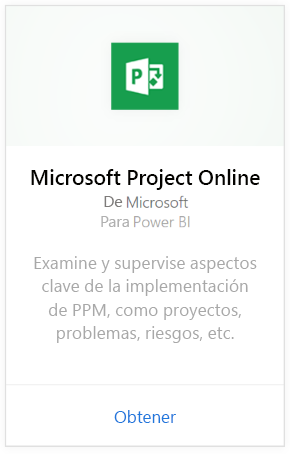 P
Microsoft Project Online
De Microsoft
Para Power BI
Examine y supervise aspectos
clave de la implementación
de PPM, como proyectos,
problemas, riesgos, etc.
Obtener